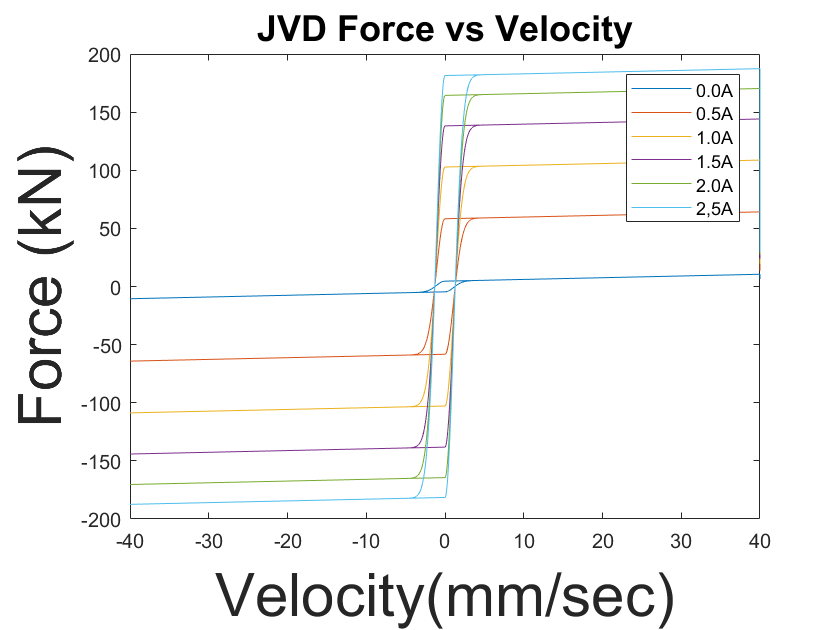 JVD Force vs Velocity
Force (kN)
200
150
100
50
0
-50
-100
-150
-200
0.0A
0.5A
1.0A
1.5A
2.0A
2,5A
-40 -30 -20 -10 0 10 20 30 40
Velocity(mm/sec)